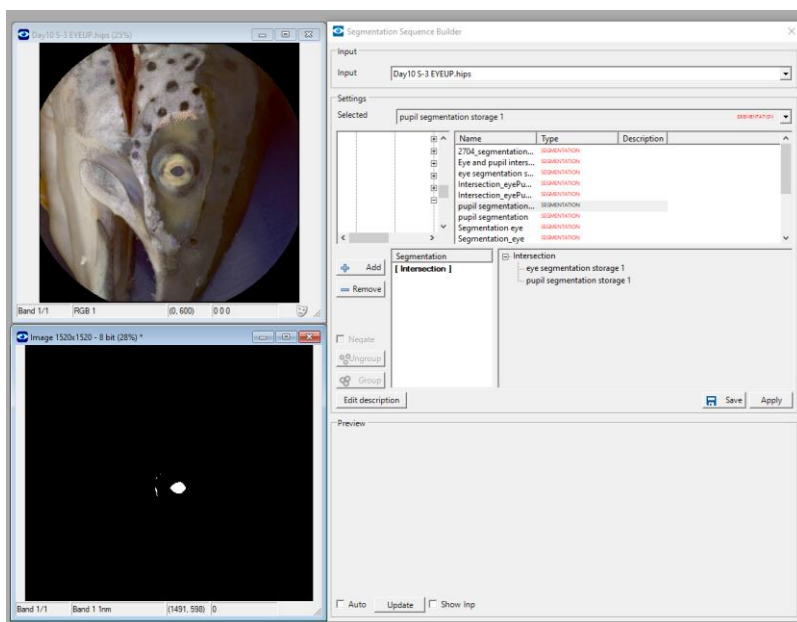 Day10 S-3 EYEUP.hips (25%)
Band 1/1 RGB 1 (0, 600) 0 0 0
Image 1520x1520 - 8 bit (28%) *
Band 1/1 Band 1 1nm (1491, 598) 0
Segmentation Sequence Builder
Input
Input Day10 S-3 EYEUP.hips
Settings
Selected pupil segmentation storage 1 SEGMENTATION
Name Type Description
2704_segmentation... SEGMENTATION
Eye and pupil inters... SEGMENTATION
eye segmentation s... SEGMENTATION
Intersection_eyePu... SEGMENTATION
Intersection_eyePu... SEGMENTATION
pupil segmentation... SEGMENTATION
pupil segmentation SEGMENTATION
Segmentation eye SEGMENTATION
Segmentation_eye SEGMENTATION
Add
Remove
Negate
Ungroup
Group
Segmentation
[ Intersection ]
Intersection
eye segmentation storage 1
pupil segmentation storage 1
Edit description Save Apply
Preview
Auto Update Show Inp